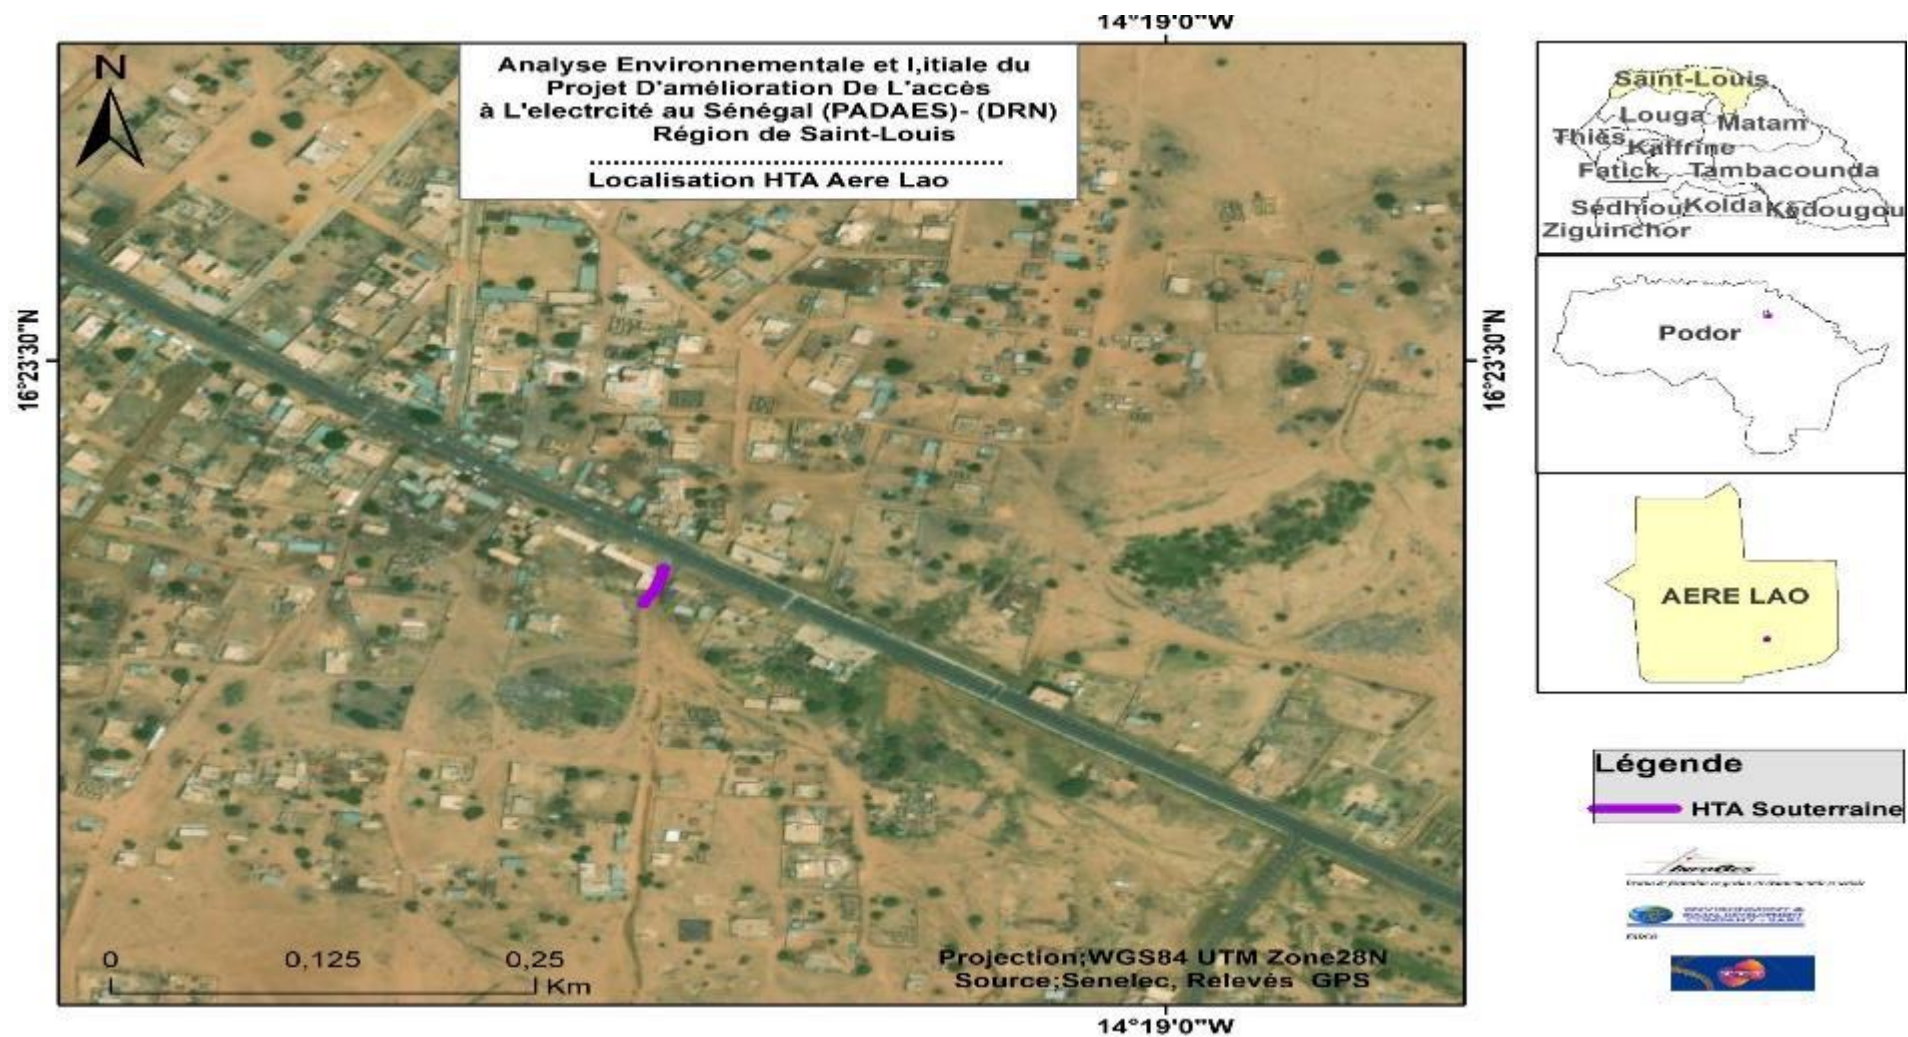 14°19'0"W
N
Analyse Environnementale et I,itiale du
Projet D'amélioration De L'accès
à L'electrcité au Sénégal (PADAES)- (DRN)
Région de Saint-Louis
Localisation HTA Aere Lao
16°23'30"N
16°23'30"N
0 0,125 0,25
Km
Projection;WGS84 UTM Zone28N
Source;Senelec, Relevés GPS
14°19'0"W
Saint-Louis
Louga
Matam
Thiès
Kaffrine
Fatick
Tambacounda
Sédhiou
Kolda
Kédougou
Ziguinchor
Podor
AERE LAO
Légende
HTA Souterraine
ENVIRONNEMENT &